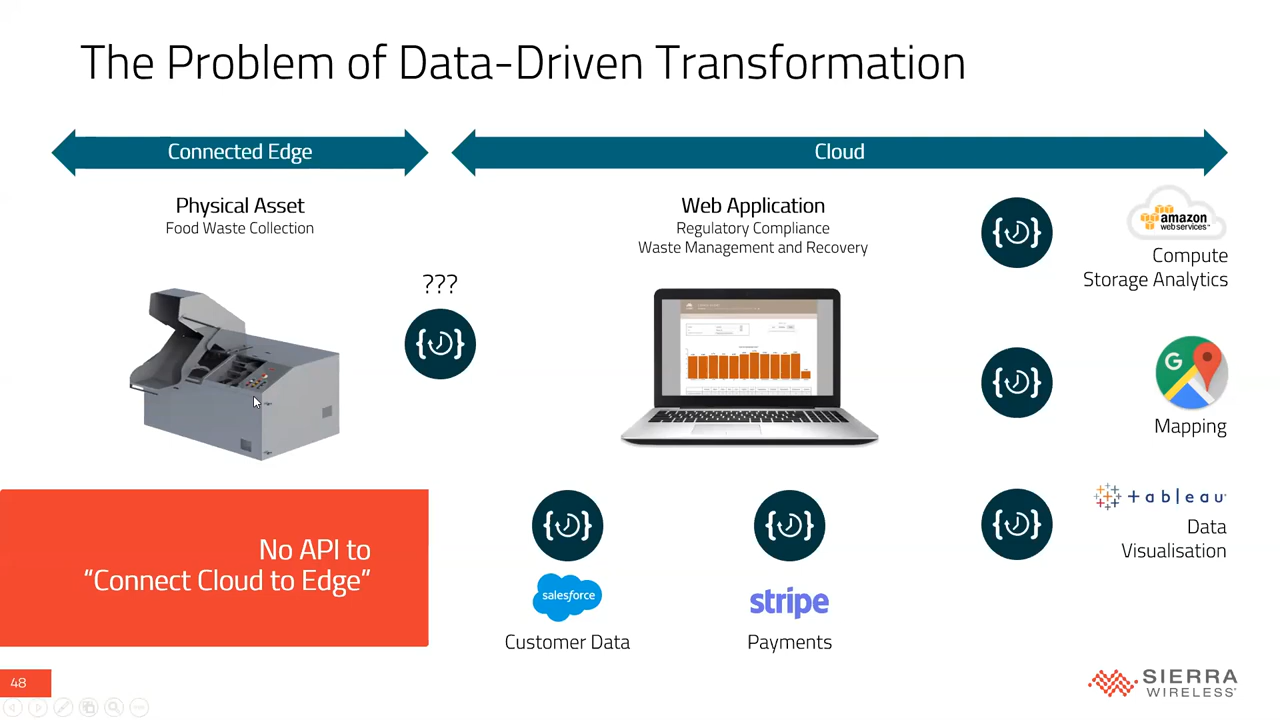 The Problem of Data-Driven Transformation
Connected Edge
Cloud
Physical Asset
Food Waste Collection
Web Application
Regulatory Compliance
Waste Management and Recovery
amazon
web services™
Compute
Storage Analytics
???
{ }
G
Mapping
+ a b l e a u
Data
Visualisation
No API to
“Connect Cloud to Edge”
salesforce
Customer Data
stripe
Payments
48
SIERRA
WIRELESS®